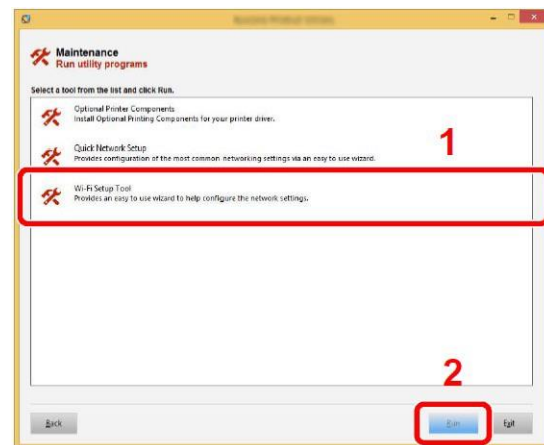 Maintenance
Run utility programs
Select a tool from the list and click Run.
Optional Printer Components
Install Optional Printing Components for your printer driver.
1
Quick Network Setup
Provides configuration of the most common networking settings via an easy to use wizard.
Wi-Fi Setup Tool
Provides an easy to use wizard to help configure the network settings.
2
Back
Run
Exit